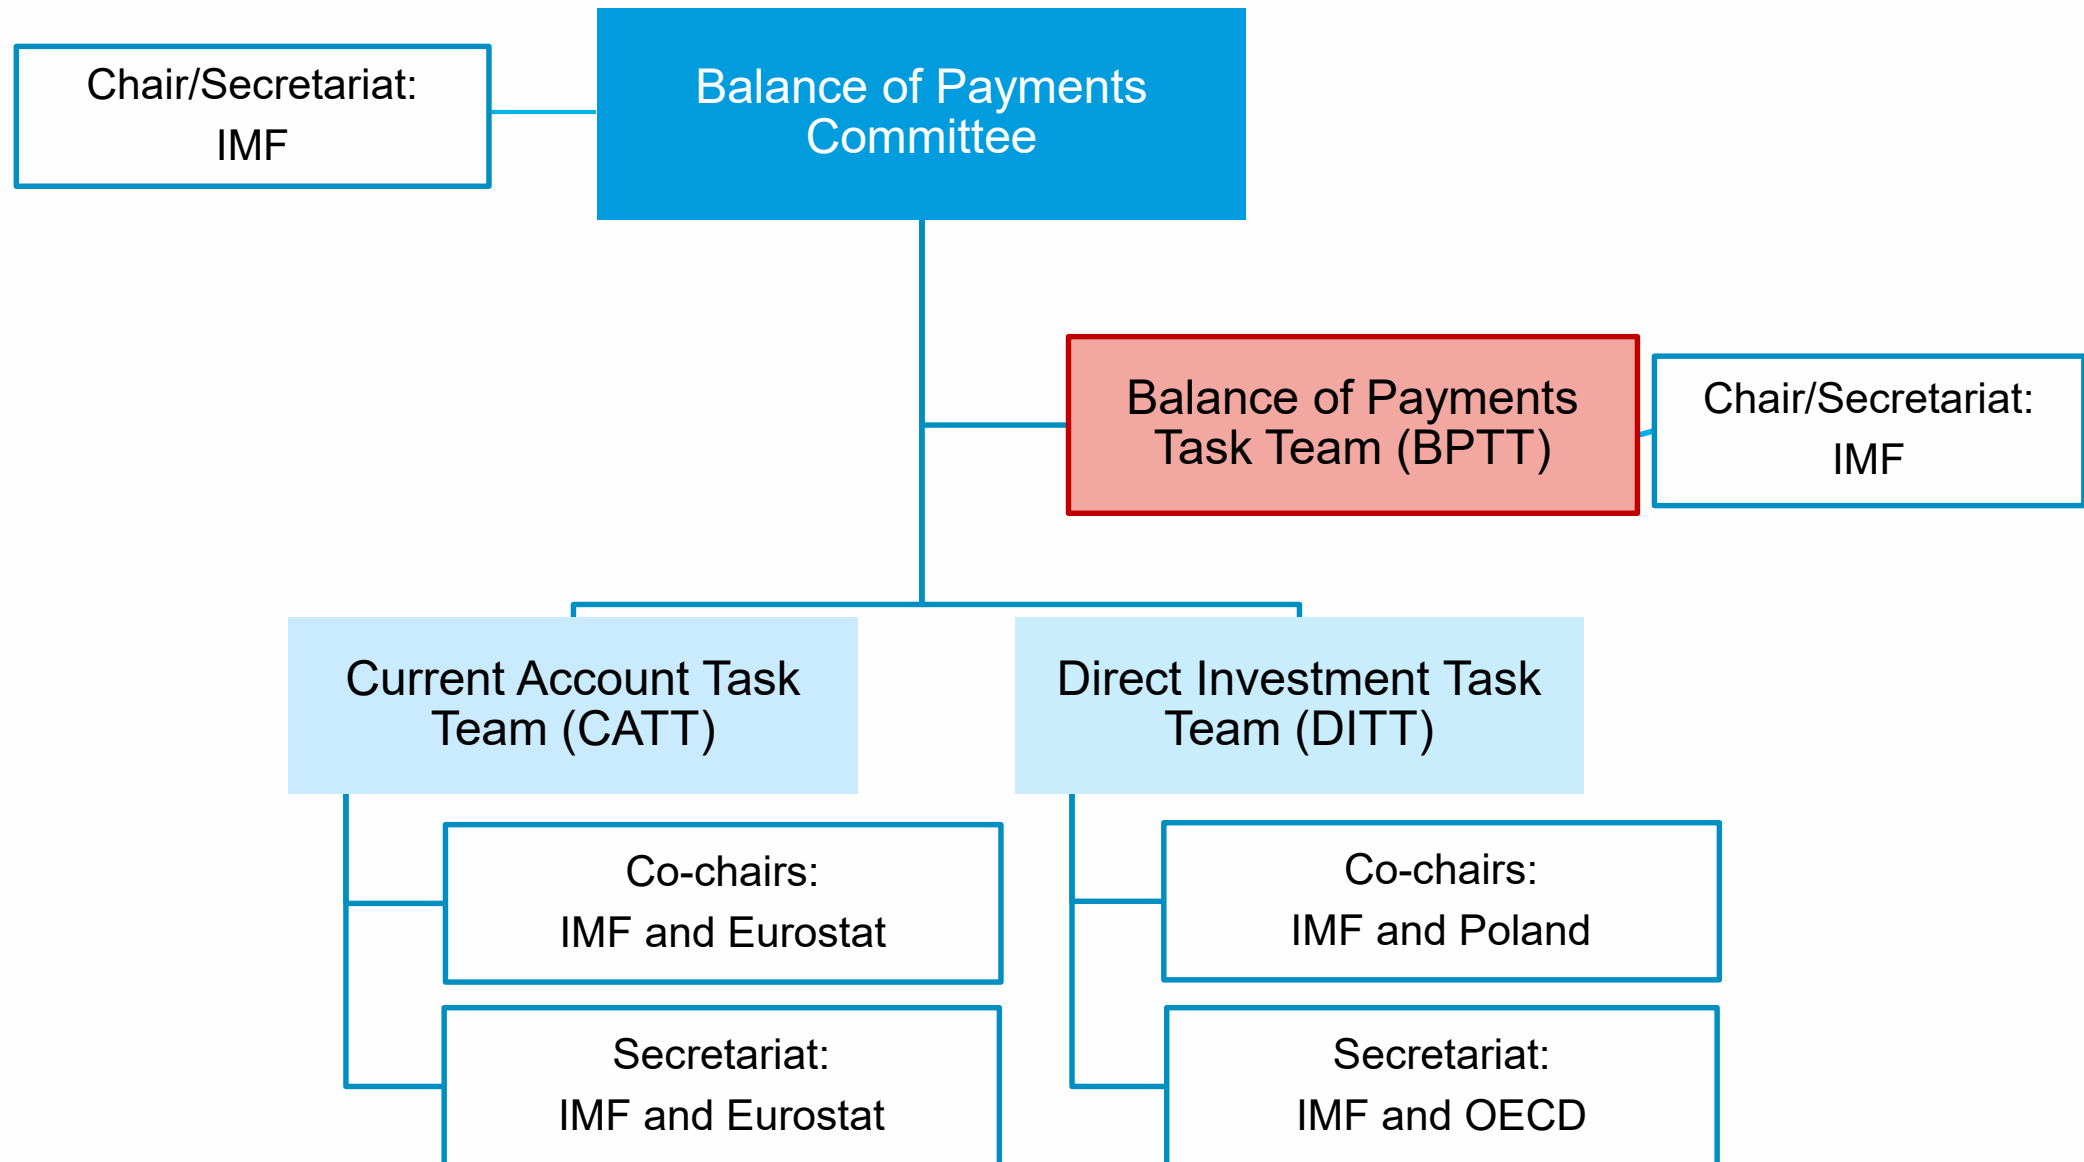 Chair/Secretariat:
IMF
Balance of Payments
Committee
Balance of Payments
Task Team (BPTT)
Chair/Secretariat:
IMF
Current Account Task
Team (CATT)
Direct Investment Task
Team (DITT)
Co-chairs:
IMF and Eurostat
Co-chairs:
IMF and Poland
Secretariat:
IMF and Eurostat
Secretariat:
IMF and OECD